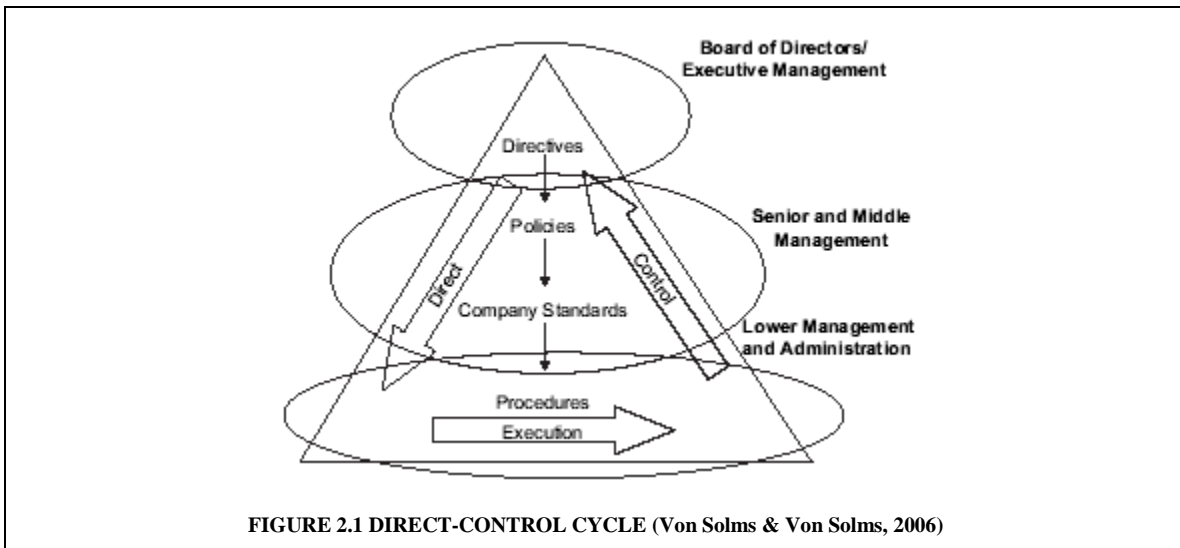 Board of Directors/
Executive Management
Directives
Senior and Middle
Management
Policies
Direct
Control
Company Standards
Lower Management
and Administration
Procedures
Execution
FIGURE 2.1 DIRECT-CONTROL CYCLE (Von Solms & Von Solms, 2006)